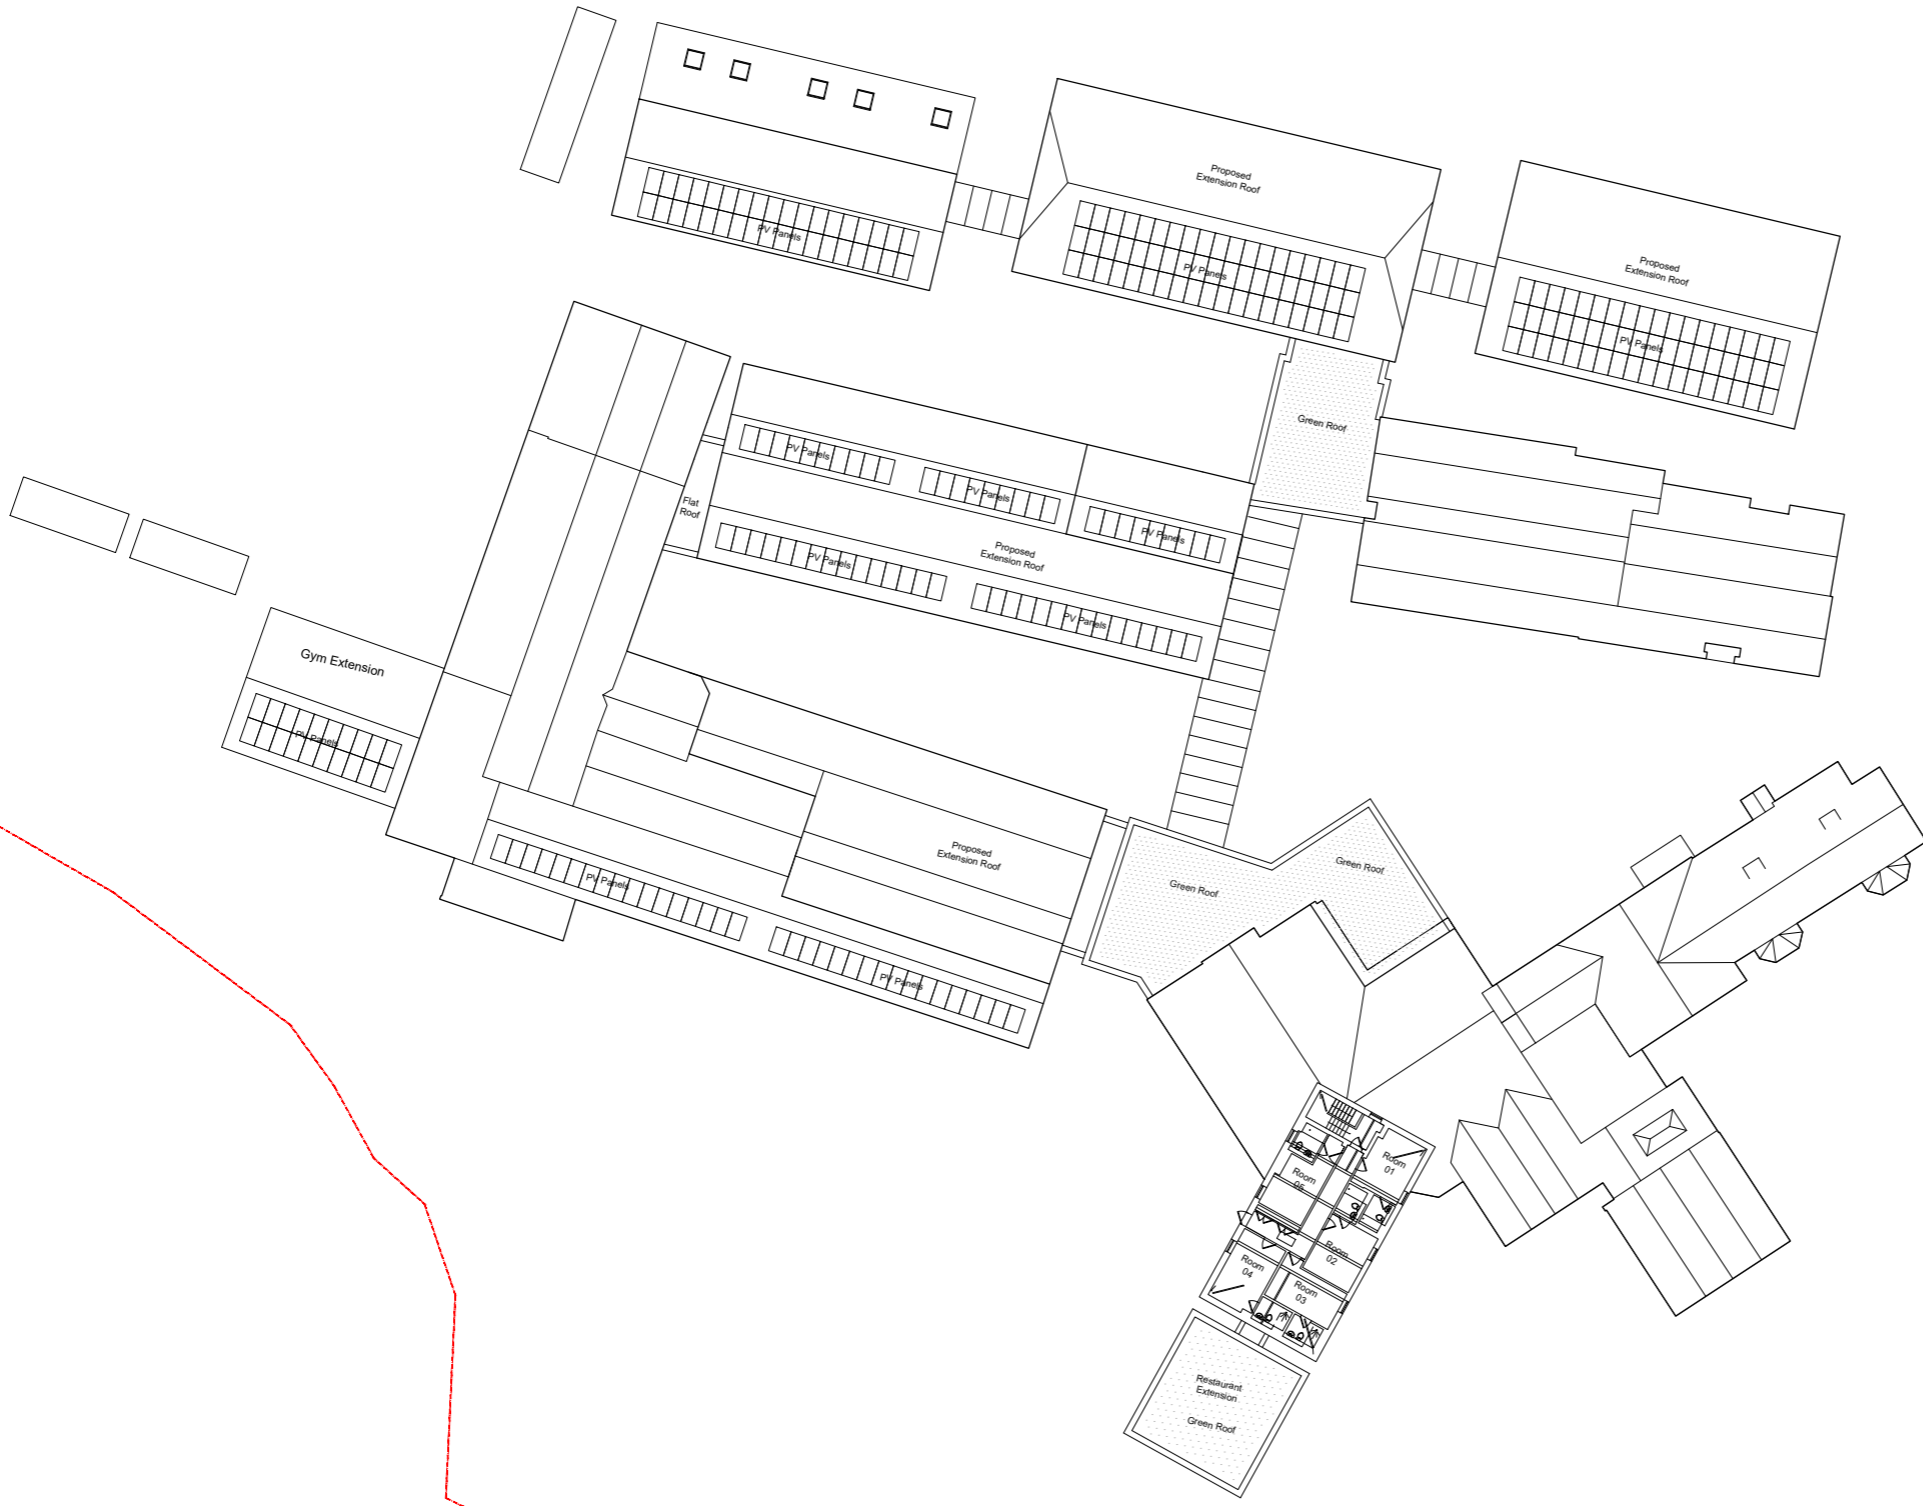 Proposed
Extension Roof
PV Panels
PV Panels
Proposed
Extension Roof
PV Panels
Green Roof
PV Panels
PV Panels
PV Panels
Flat
Roof
Proposed
Extension Roof
PV Panels
PV Panels
Gym Extension
PV Panels
Proposed
Extension Roof
PV Panels
PV Panels
Green Roof
Green Roof
Room
01
Room
05
Room
02
Room
04
Room
03
Restaurant
Extension
Green Roof